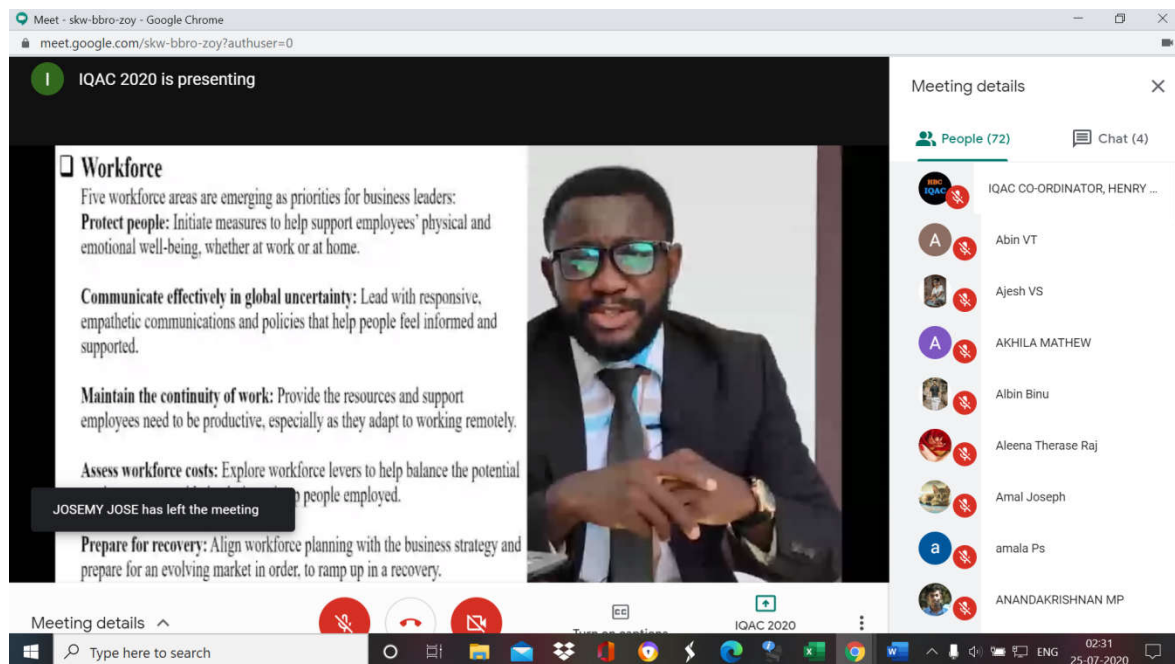 Meet - skw-bbro-zoy - Google Chrome
meet.google.com/skw-bbro-zoy?authuser=0
I
IQAC 2020 is presenting
Workforce
Five workforce areas are emerging as priorities for business leaders:
Protect people: Initiate measures to help support employees' physical and
emotional well-being, whether at work or at home.
Communicate effectively in global uncertainty: Lead with responsive,
empathetic communications and policies that help people feel informed and
supported.
Maintain the continuity of work: Provide the resources and support
employees need to be productive, especially as they adapt to working remotely.
Assess workforce costs: Explore workforce levers to help balance the potential
people employed.
JOSEMY JOSE has left the meeting
Prepare for recovery: Align workforce planning with the business strategy and
prepare for an evolving market in order, to ramp up in a recovery.
Meeting details
Turn on captions
IQAC 2020
Meeting details
People (72)
Chat (4)
HBC
IQAC
IQAC CO-ORDINATOR, HENRY ...
A
Abin VT
Ajesh VS
A
AKHILA MATHEW
Albin Binu
Aleena Therase Raj
Amal Joseph
a
amala Ps
ANANDAKRISHNAN MP
Type here to search
ENG
02:31
25-07-2020